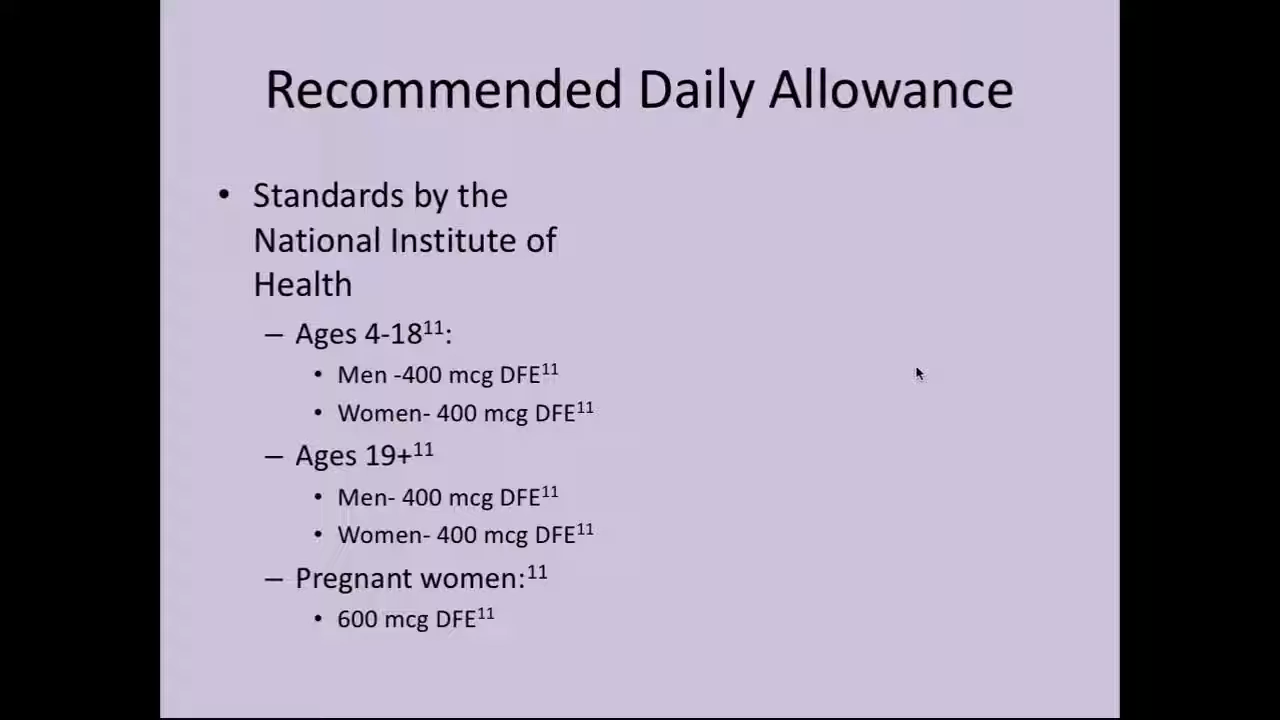 Recommended Daily Allowance
• Standards by the
National Institute of
Health
– Ages 4-18¹¹:
• Men -400 mcg DFE¹¹
• Women- 400 mcg DFE¹¹
– Ages 19+¹¹
• Men- 400 mcg DFE¹¹
• Women- 400 mcg DFE¹¹
– Pregnant women:¹¹
• 600 mcg DFE¹¹